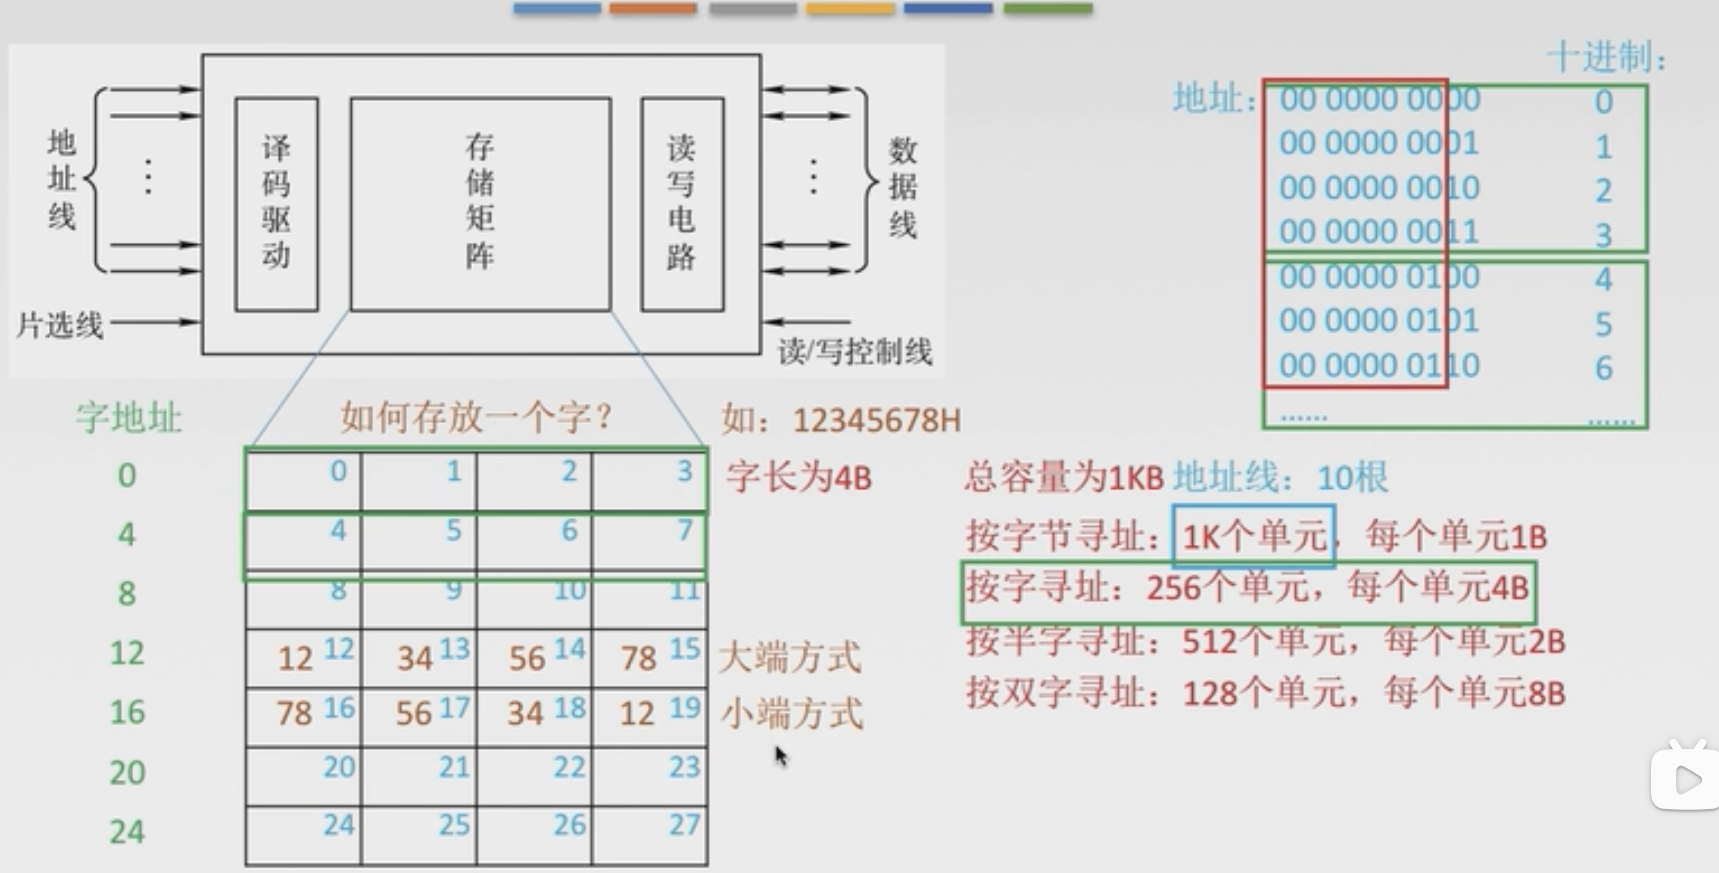 地址线
片选线
译码驱动
存储矩阵
读写电路
数据线
读/写控制线
十进制：
地址：
00 0000 0000 0
00 0000 0001 1
00 0000 0010 2
00 0000 0011 3
00 0000 0100 4
00 0000 0101 5
00 0000 0110 6
...... ......
字地址 如何存放一个字？ 如：12345678H
0 0 1 2 3 字长为4B
4 4 5 6 7
8 8 9 10 11
12 12 12 34 13 56 14 78 15 大端方式
16 78 16 56 17 34 18 12 19 小端方式
20 20 21 22 23
24 24 25 26 27
总容量为1KB 地址线：10根
按字节寻址：1K个单元，每个单元1B
按字寻址：256个单元，每个单元4B
按半字寻址：512个单元，每个单元2B
按双字寻址：128个单元，每个单元8B